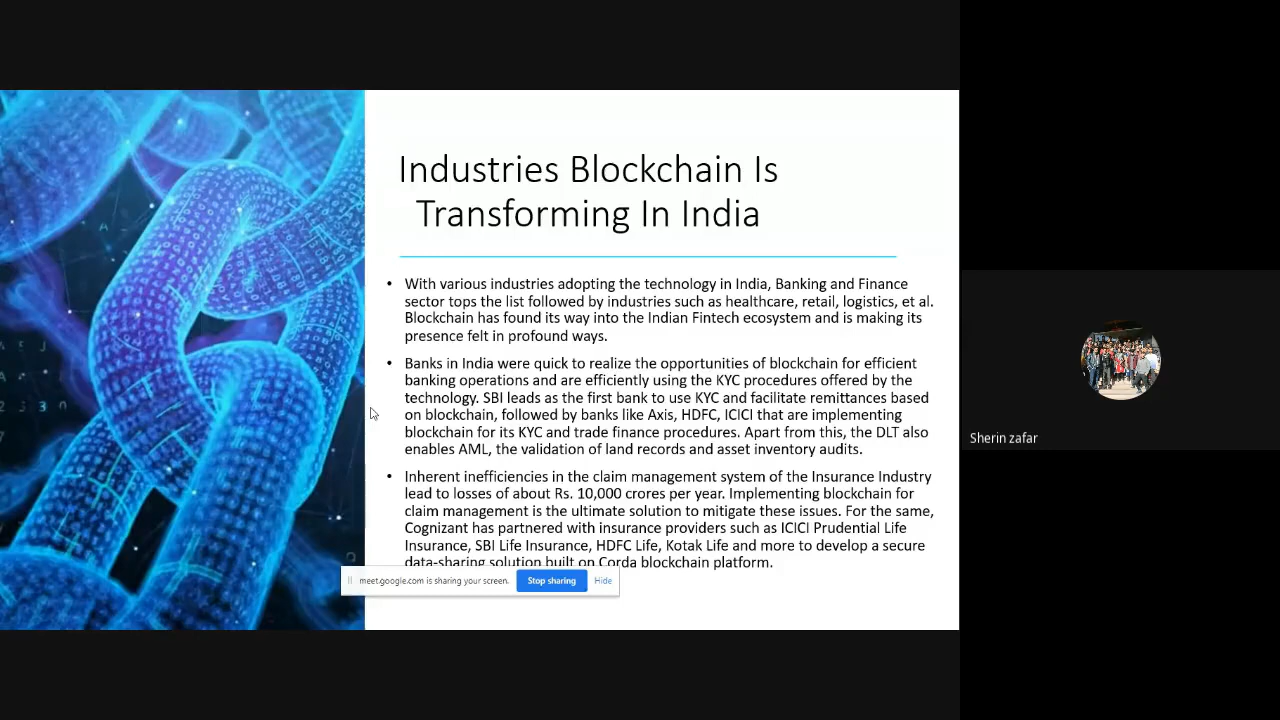 Industries Blockchain Is
Transforming In India
• With various industries adopting the technology in India, Banking and Finance
sector tops the list followed by industries such as healthcare, retail, logistics, et al.
Blockchain has found its way into the Indian Fintech ecosystem and is making its
presence felt in profound ways.
• Banks in India were quick to realize the opportunities of blockchain for efficient
banking operations and are efficiently using the KYC procedures offered by the
technology. SBI leads as the first bank to use KYC and facilitate remittances based
on blockchain, followed by banks like Axis, HDFC, ICICI that are implementing
blockchain for its KYC and trade finance procedures. Apart from this, the DLT also
enables AML, the validation of land records and asset inventory audits.
• Inherent inefficiencies in the claim management system of the Insurance Industry
lead to losses of about Rs. 10,000 crores per year. Implementing blockchain for
claim management is the ultimate solution to mitigate these issues. For the same,
Cognizant has partnered with insurance providers such as ICICI Prudential Life
Insurance, SBI Life Insurance, HDFC Life, Kotak Life and more to develop a secure
data-sharing solution built on Corda blockchain platform.
meet.google.com is sharing your screen.
Stop sharing
Hide
Sherin zafar